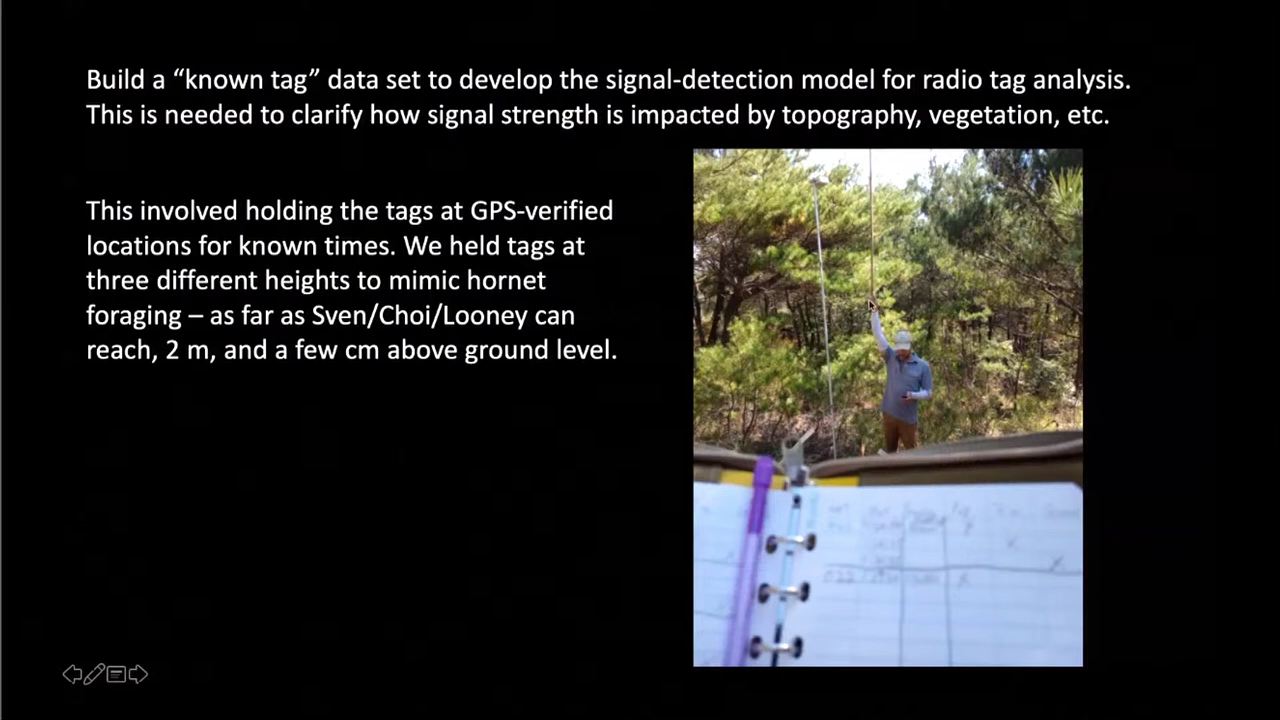 Build a “known tag” data set to develop the signal-detection model for radio tag analysis.
This is needed to clarify how signal strength is impacted by topography, vegetation, etc.
This involved holding the tags at GPS-verified
locations for known times. We held tags at
three different heights to mimic hornet
foraging – as far as Sven/Choi/Looney can
reach, 2 m, and a few cm above ground level.